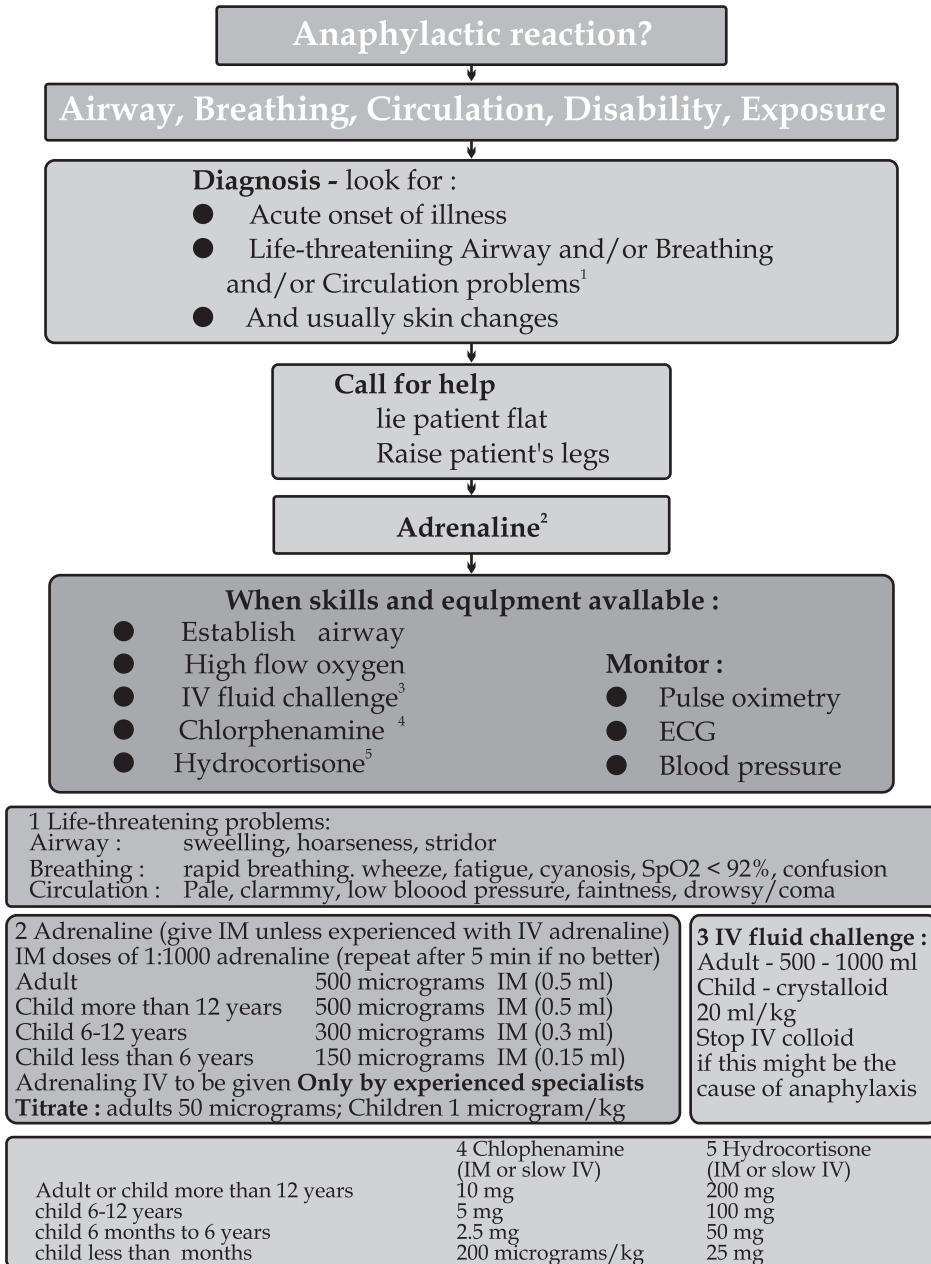 Anaphylactic reaction?
Airway, Breathing, Circulation, Disability, Exposure
Diagnosis - look for :
● Acute onset of illness
● Life-threateniing Airway and/or Breathing
and/or Circulation problems1
● And usually skin changes
Call for help
lie patient flat
Raise patient's legs
Adrenaline2
When skills and equlpment avallable :
● Establish airway
● High flow oxygen
● IV fluid challenge3
● Chlorphenamine 4
● Hydrocortisone5
Monitor :
● Pulse oximetry
● ECG
● Blood pressure
1 Life-threatening problems:
Airway : sweelling, hoarseness, stridor
Breathing : rapid breathing. wheeze, fatigue, cyanosis, SpO2 < 92%, confusion
Circulation : Pale, clarmmy, low bloood pressure, faintness, drowsy/coma
2 Adrenaline (give IM unless experienced with IV adrenaline)
IM doses of 1:1000 adrenaline (repeat after 5 min if no better)
Adult 500 micrograms IM (0.5 ml)
Child more than 12 years 500 micrograms IM (0.5 ml)
Child 6-12 years 300 micrograms IM (0.3 ml)
Child less than 6 years 150 micrograms IM (0.15 ml)
Adrenaling IV to be given Only by experienced specialists
Titrate : adults 50 micrograms; Children 1 microgram/kg
3 IV fluid challenge :
Adult - 500 - 1000 ml
Child - crystalloid
20 ml/kg
Stop IV colloid
if this might be the
cause of anaphylaxis
4 Chlophenamine 5 Hydrocortisone
(IM or slow IV) (IM or slow IV)
Adult or child more than 12 years 10 mg 200 mg
child 6-12 years 5 mg 100 mg
child 6 months to 6 years 2.5 mg 50 mg
child less than months 200 micrograms/kg 25 mg